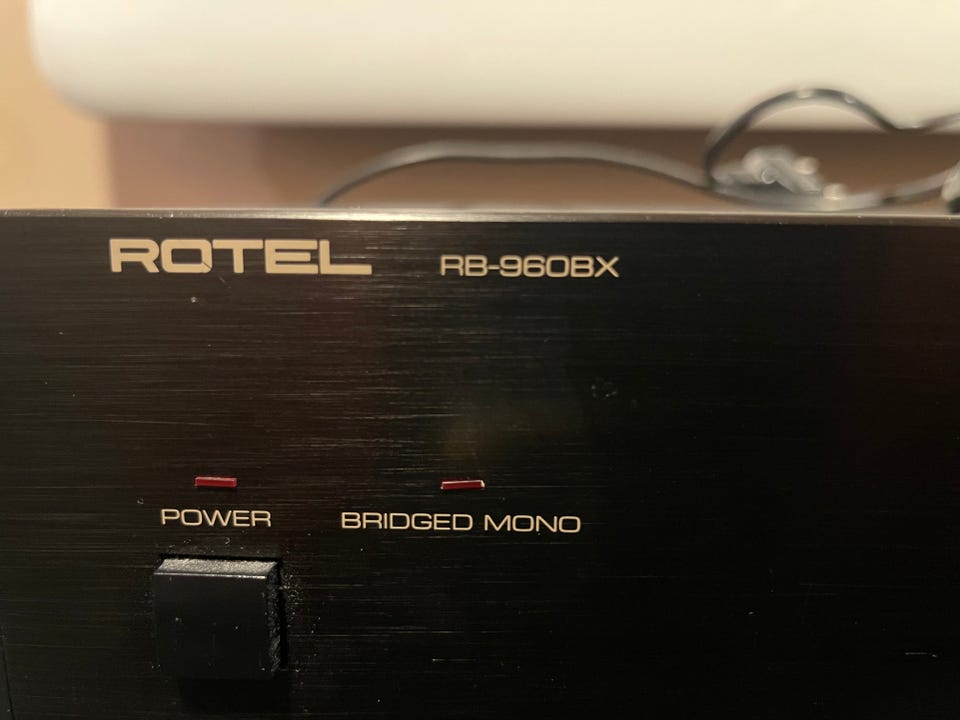 ROTEL RB-960BX
POWER BRIDGED MONO